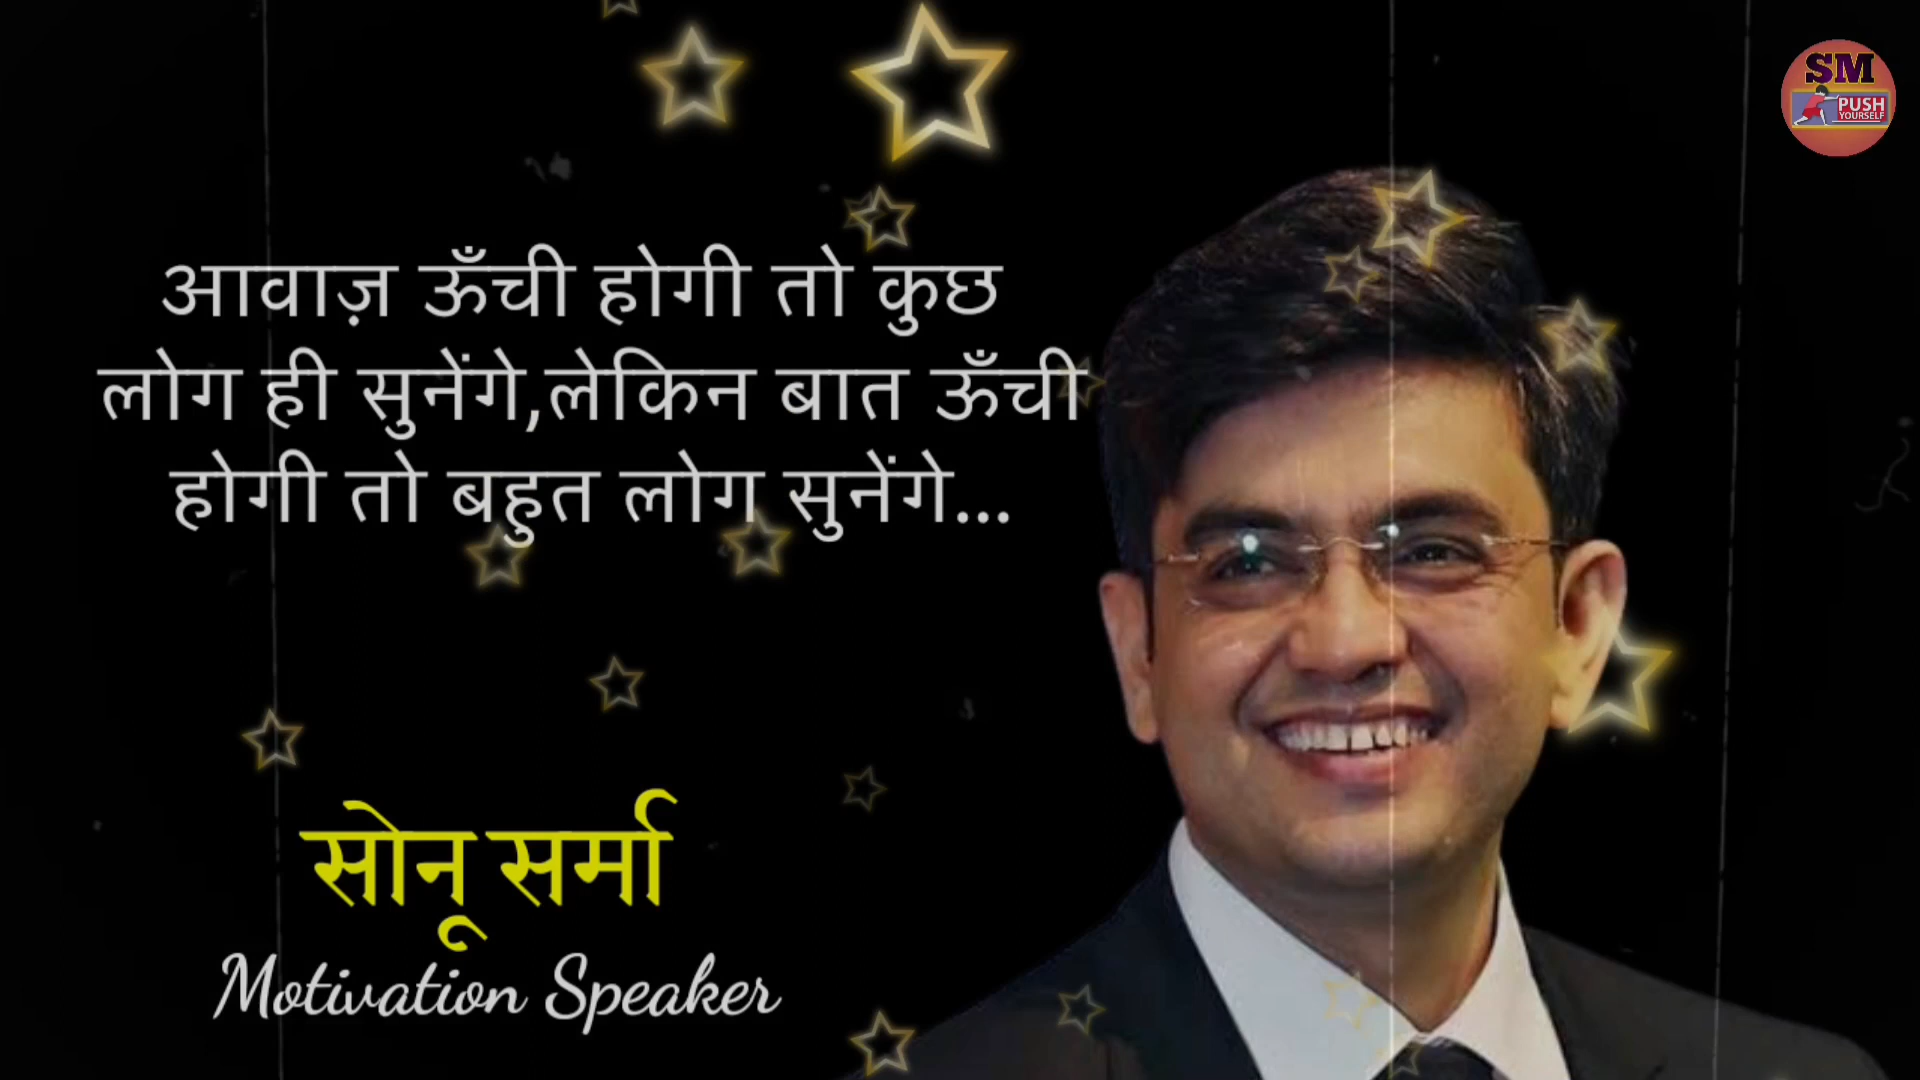 SM
PUSH
YOURSELF
आवाज़ ऊँची होगी तो कुछ
लोग ही सुनेंगे,लेकिन बात ऊँची
होगी तो बहुत लोग सुनेंगे...
सोनू सर्मा
Motivation Speaker